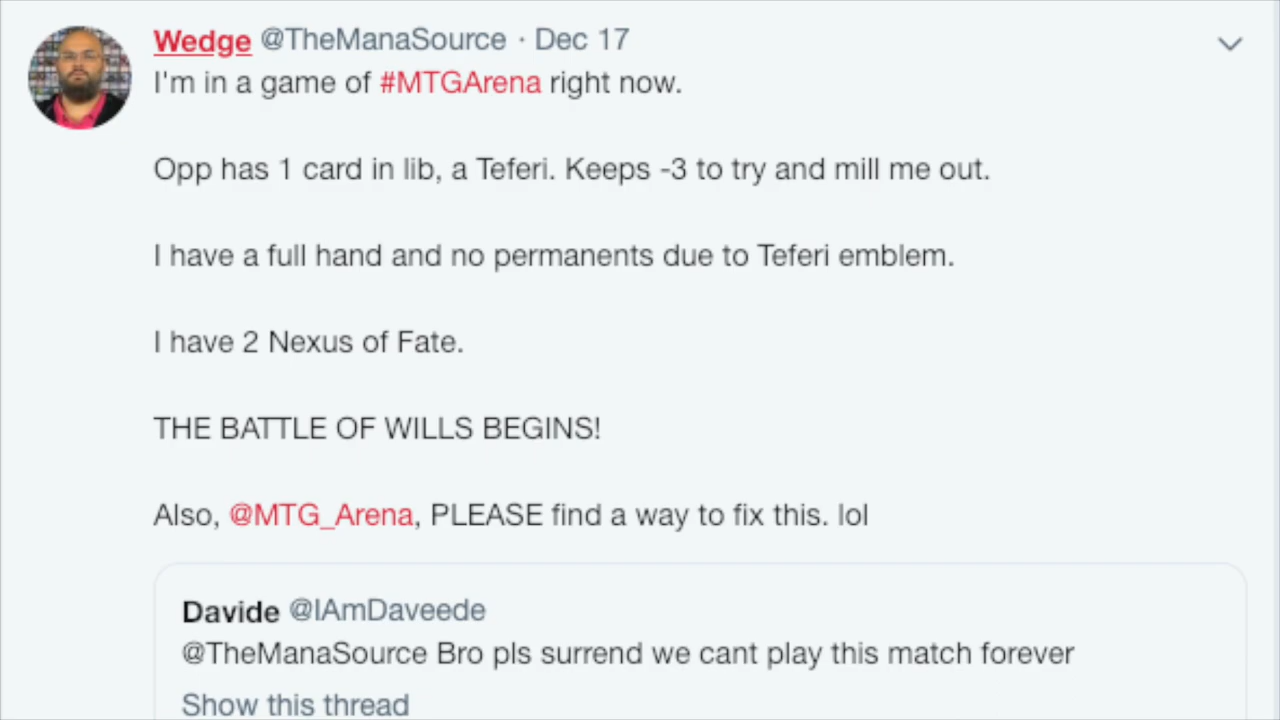 Wedge @TheManaSource · Dec 17
I'm in a game of #MTGArena right now.
Opp has 1 card in lib, a Teferi. Keeps -3 to try and mill me out.
I have a full hand and no permanents due to Teferi emblem.
I have 2 Nexus of Fate.
THE BATTLE OF WILLS BEGINS!
Also, @MTG_Arena, PLEASE find a way to fix this. lol
Davide @IAmDaveede
@TheManaSource Bro pls surrend we cant play this match forever
Show this thread